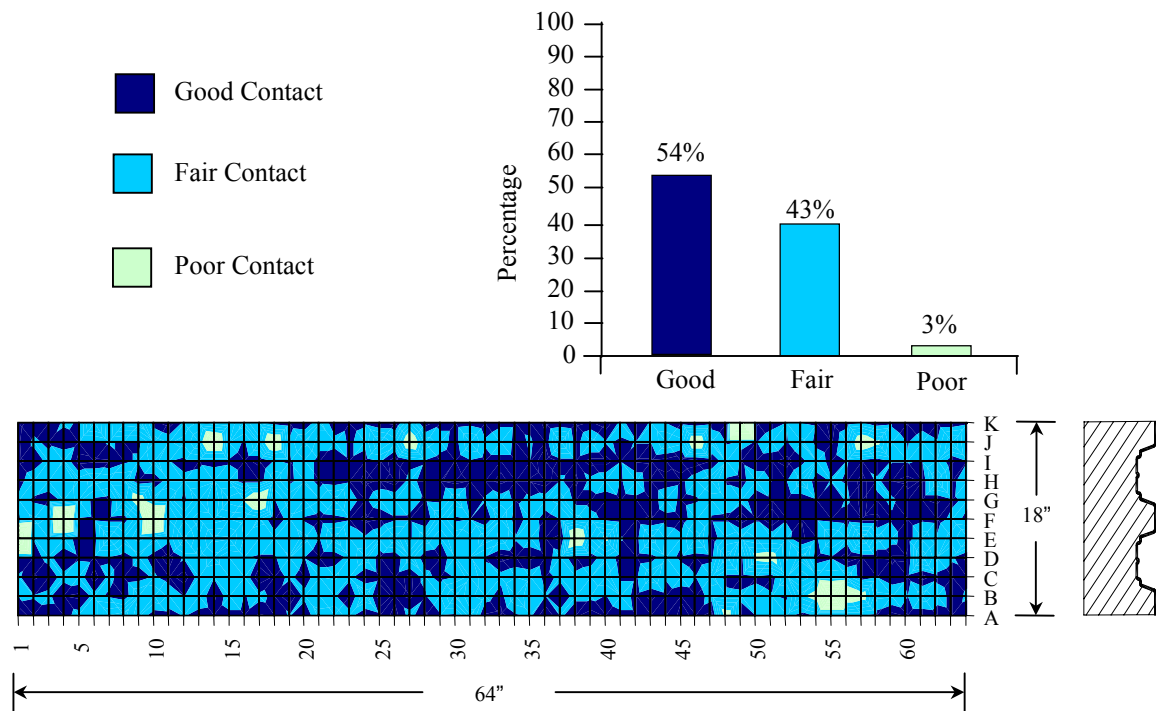 Good Contact
Fair Contact
Poor Contact
Percentage
100
90
80
70
60
50
40
30
20
10
0
54%
43%
3%
Good Fair Poor
K
J
I
H
G
F
E
D
C
B
A
18”
1 5 10 15 20 25 30 35 40 45 50 55 60
64”